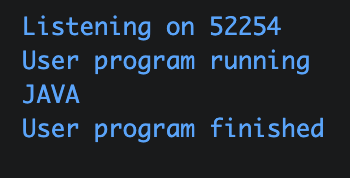 Listening on 52254
User program running
JAVA
User program finished